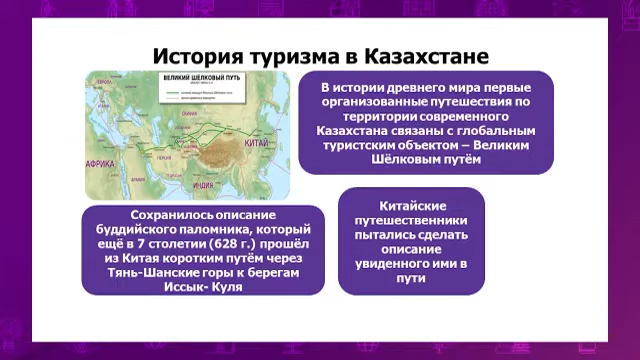 История туризма в Казахстане
ВЕЛИКИЙ ШЁЛКОВЫЙ ПУТЬ
КИТАЙ
АФРИКА
ИНДИЯ
В истории древнего мира первые
организованные путешествия по
территории современного
Казахстана связаны с глобальным
туристским объектом – Великим
Шёлковым путём
Сохранилось описание
буддийского паломника, который
ещё в 7 столетии (628 г.) прошёл
из Китая коротким путём через
Тянь-Шанские горы к берегам
Иссык- Куля
Китайские
путешественники
пытались сделать
описание
увиденного ими в
пути